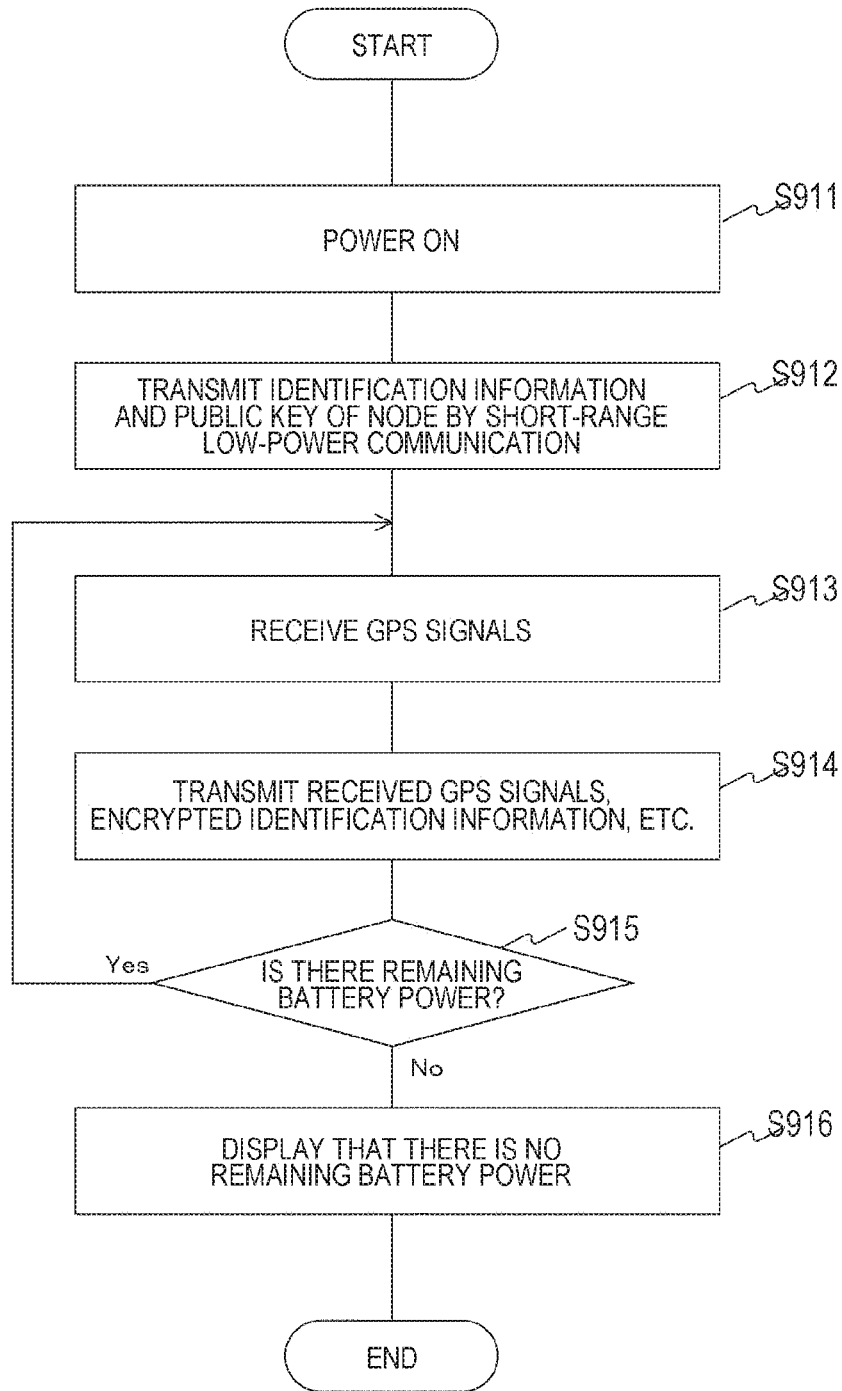 START
S911
POWER ON
S912
TRANSMIT IDENTIFICATION INFORMATION
AND PUBLIC KEY OF NODE BY SHORT-RANGE
LOW-POWER COMMUNICATION
S913
RECEIVE GPS SIGNALS
S914
TRANSMIT RECEIVED GPS SIGNALS,
ENCRYPTED IDENTIFICATION INFORMATION, ETC.
S915
Yes
IS THERE REMAINING
BATTERY POWER?
No
S916
DISPLAY THAT THERE IS NO
REMAINING BATTERY POWER
END